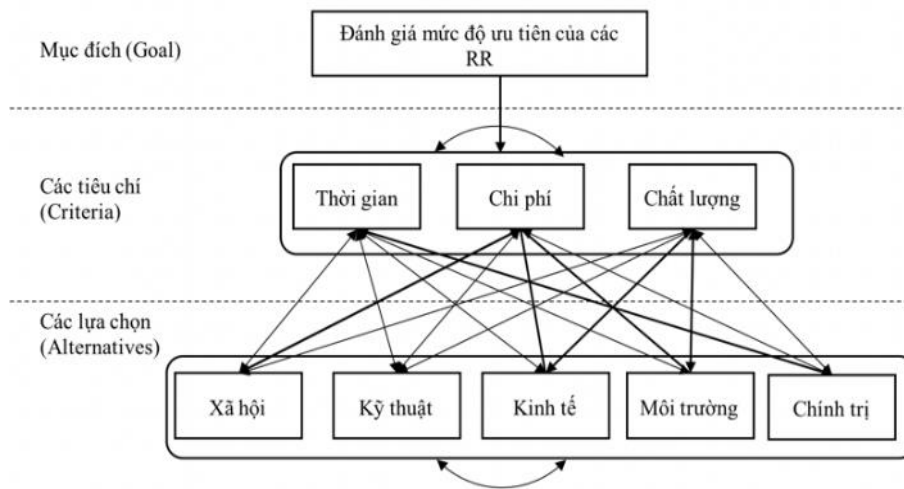 Mục đích (Goal)
Đánh giá mức độ ưu tiên của các
RR
Các tiêu chí
(Criteria)
Thời gian
Chi phí
Chất lượng
Các lựa chọn
(Alternatives)
Xã hội
Kỹ thuật
Kinh tế
Môi trường
Chính trị